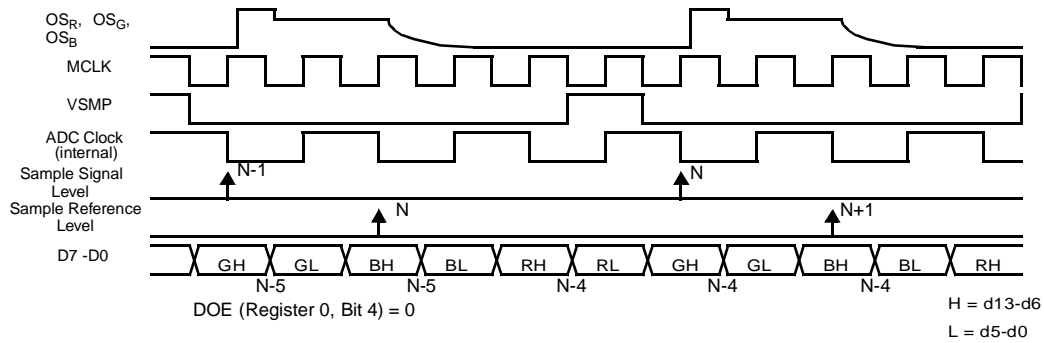 OSR, OSG,
OSB
MCLK
VSMP
ADC Clock
(internal)
Sample Signal
Level
N-1
N
Sample Reference
Level
N
N+1
D7 -D0
GH GL BH BL RH RL GH GL BH BL RH
N-5 N-5 N-4 N-4 N-4
DOE (Register 0, Bit 4) = 0
H = d13-d6
L = d5-d0